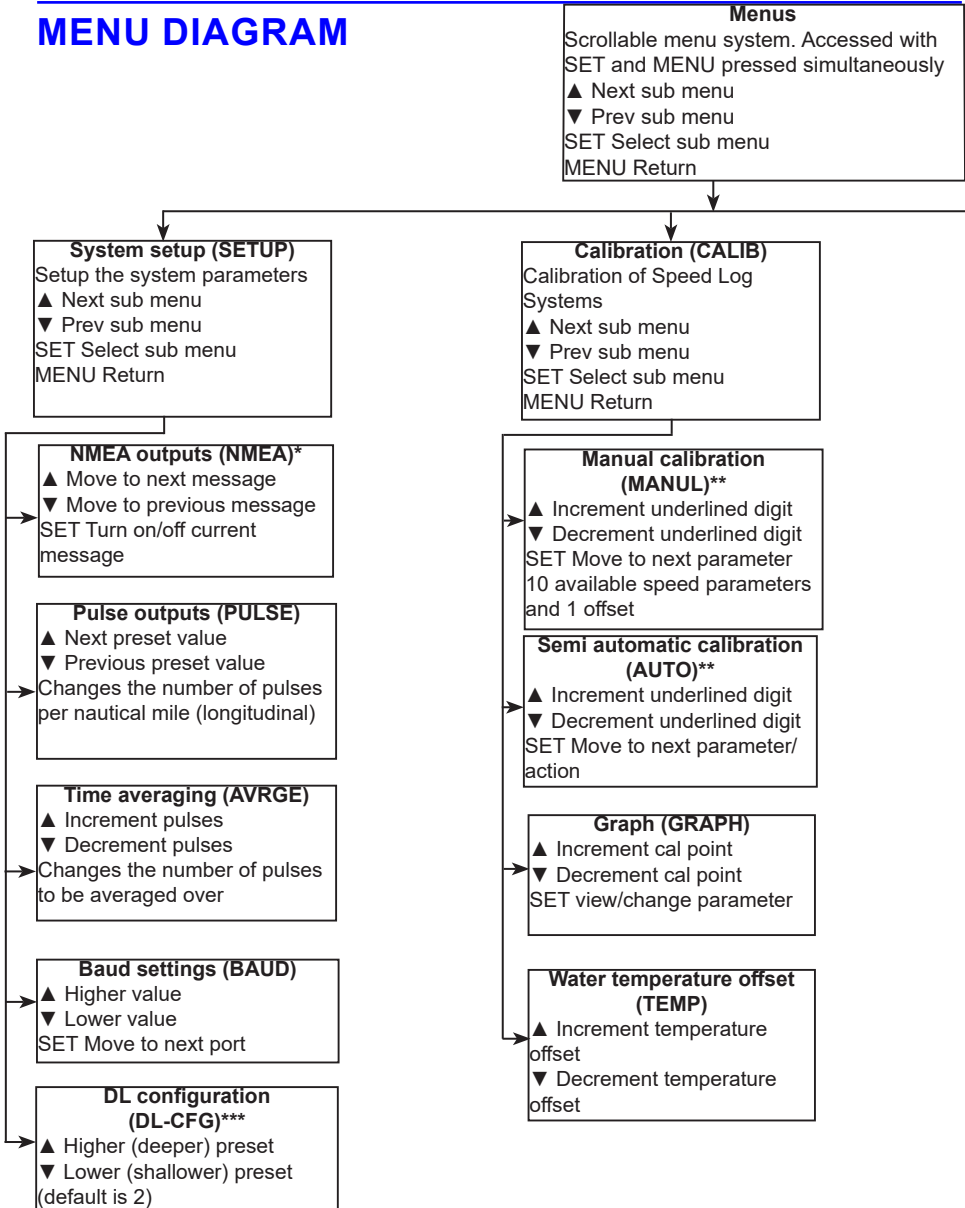 MENU DIAGRAM
Menus
Scrollable menu system. Accessed with
SET and MENU pressed simultaneously
▲ Next sub menu
▼ Prev sub menu
SET Select sub menu
MENU Return
System setup (SETUP)
Setup the system parameters
▲ Next sub menu
▼ Prev sub menu
SET Select sub menu
MENU Return
NMEA outputs (NMEA)*
▲ Move to next message
▼ Move to previous message
SET Turn on/off current
message
Pulse outputs (PULSE)
▲ Next preset value
▼ Previous preset value
Changes the number of pulses
per nautical mile (longitudinal)
Time averaging (AVRGE)
▲ Increment pulses
▼ Decrement pulses
Changes the number of pulses
to be averaged over
Baud settings (BAUD)
▲ Higher value
▼ Lower value
SET Move to next port
DL configuration
(DL-CFG)***
▲ Higher (deeper) preset
▼ Lower (shallower) preset
(default is 2)
Calibration (CALIB)
Calibration of Speed Log
Systems
▲ Next sub menu
▼ Prev sub menu
SET Select sub menu
MENU Return
Manual calibration
(MANUL)**
▲ Increment underlined digit
▼ Decrement underlined digit
SET Move to next parameter
10 available speed parameters
and 1 offset
Semi automatic calibration
(AUTO)**
▲ Increment underlined digit
▼ Decrement underlined digit
SET Move to next parameter/
action
Graph (GRAPH)
▲ Increment cal point
▼ Decrement cal point
SET view/change parameter
Water temperature offset
(TEMP)
▲ Increment temperature
offset
▼ Decrement temperature
offset